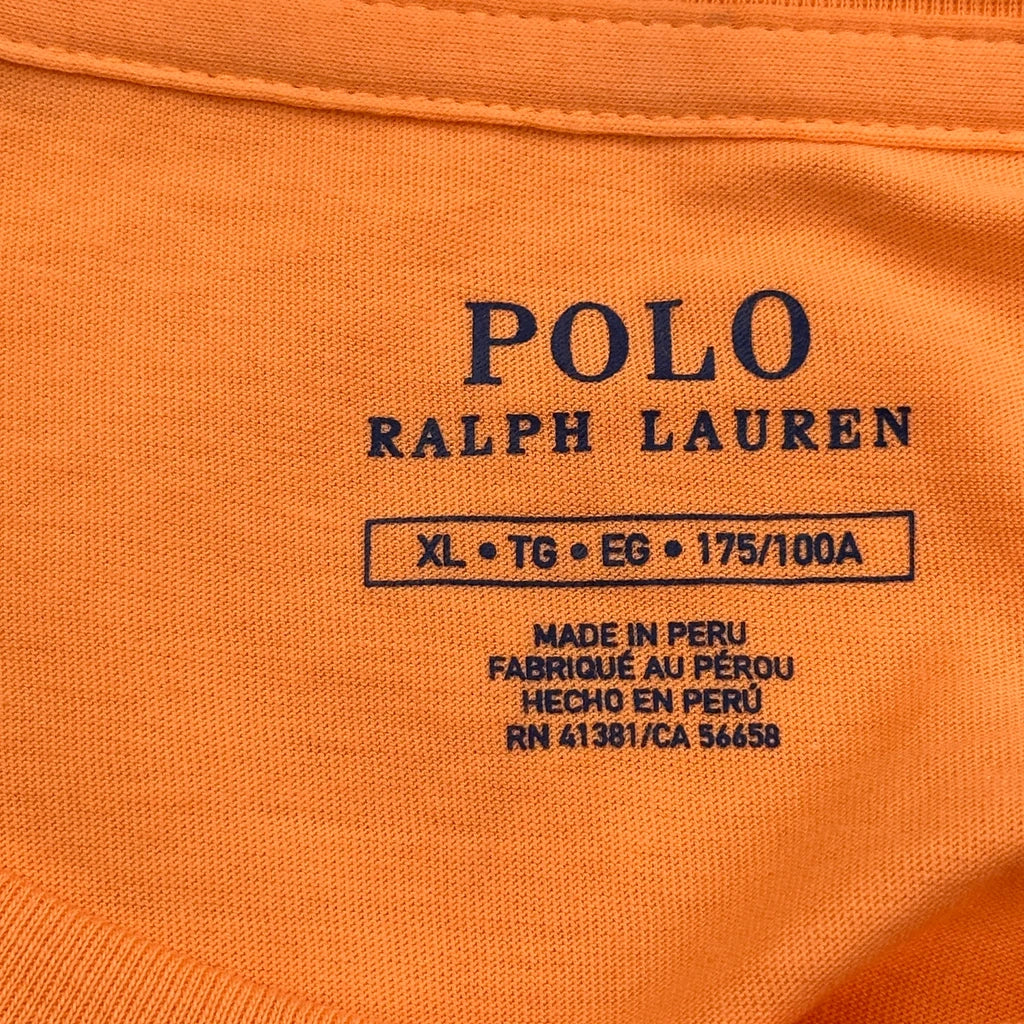 POLO
RALPH LAUREN
XL • TG • EG • 175/100A
MADE IN PERU
FABRIQUÉ AU PÉROU
HECHO EN PERÚ
RN 41381/CA 56658